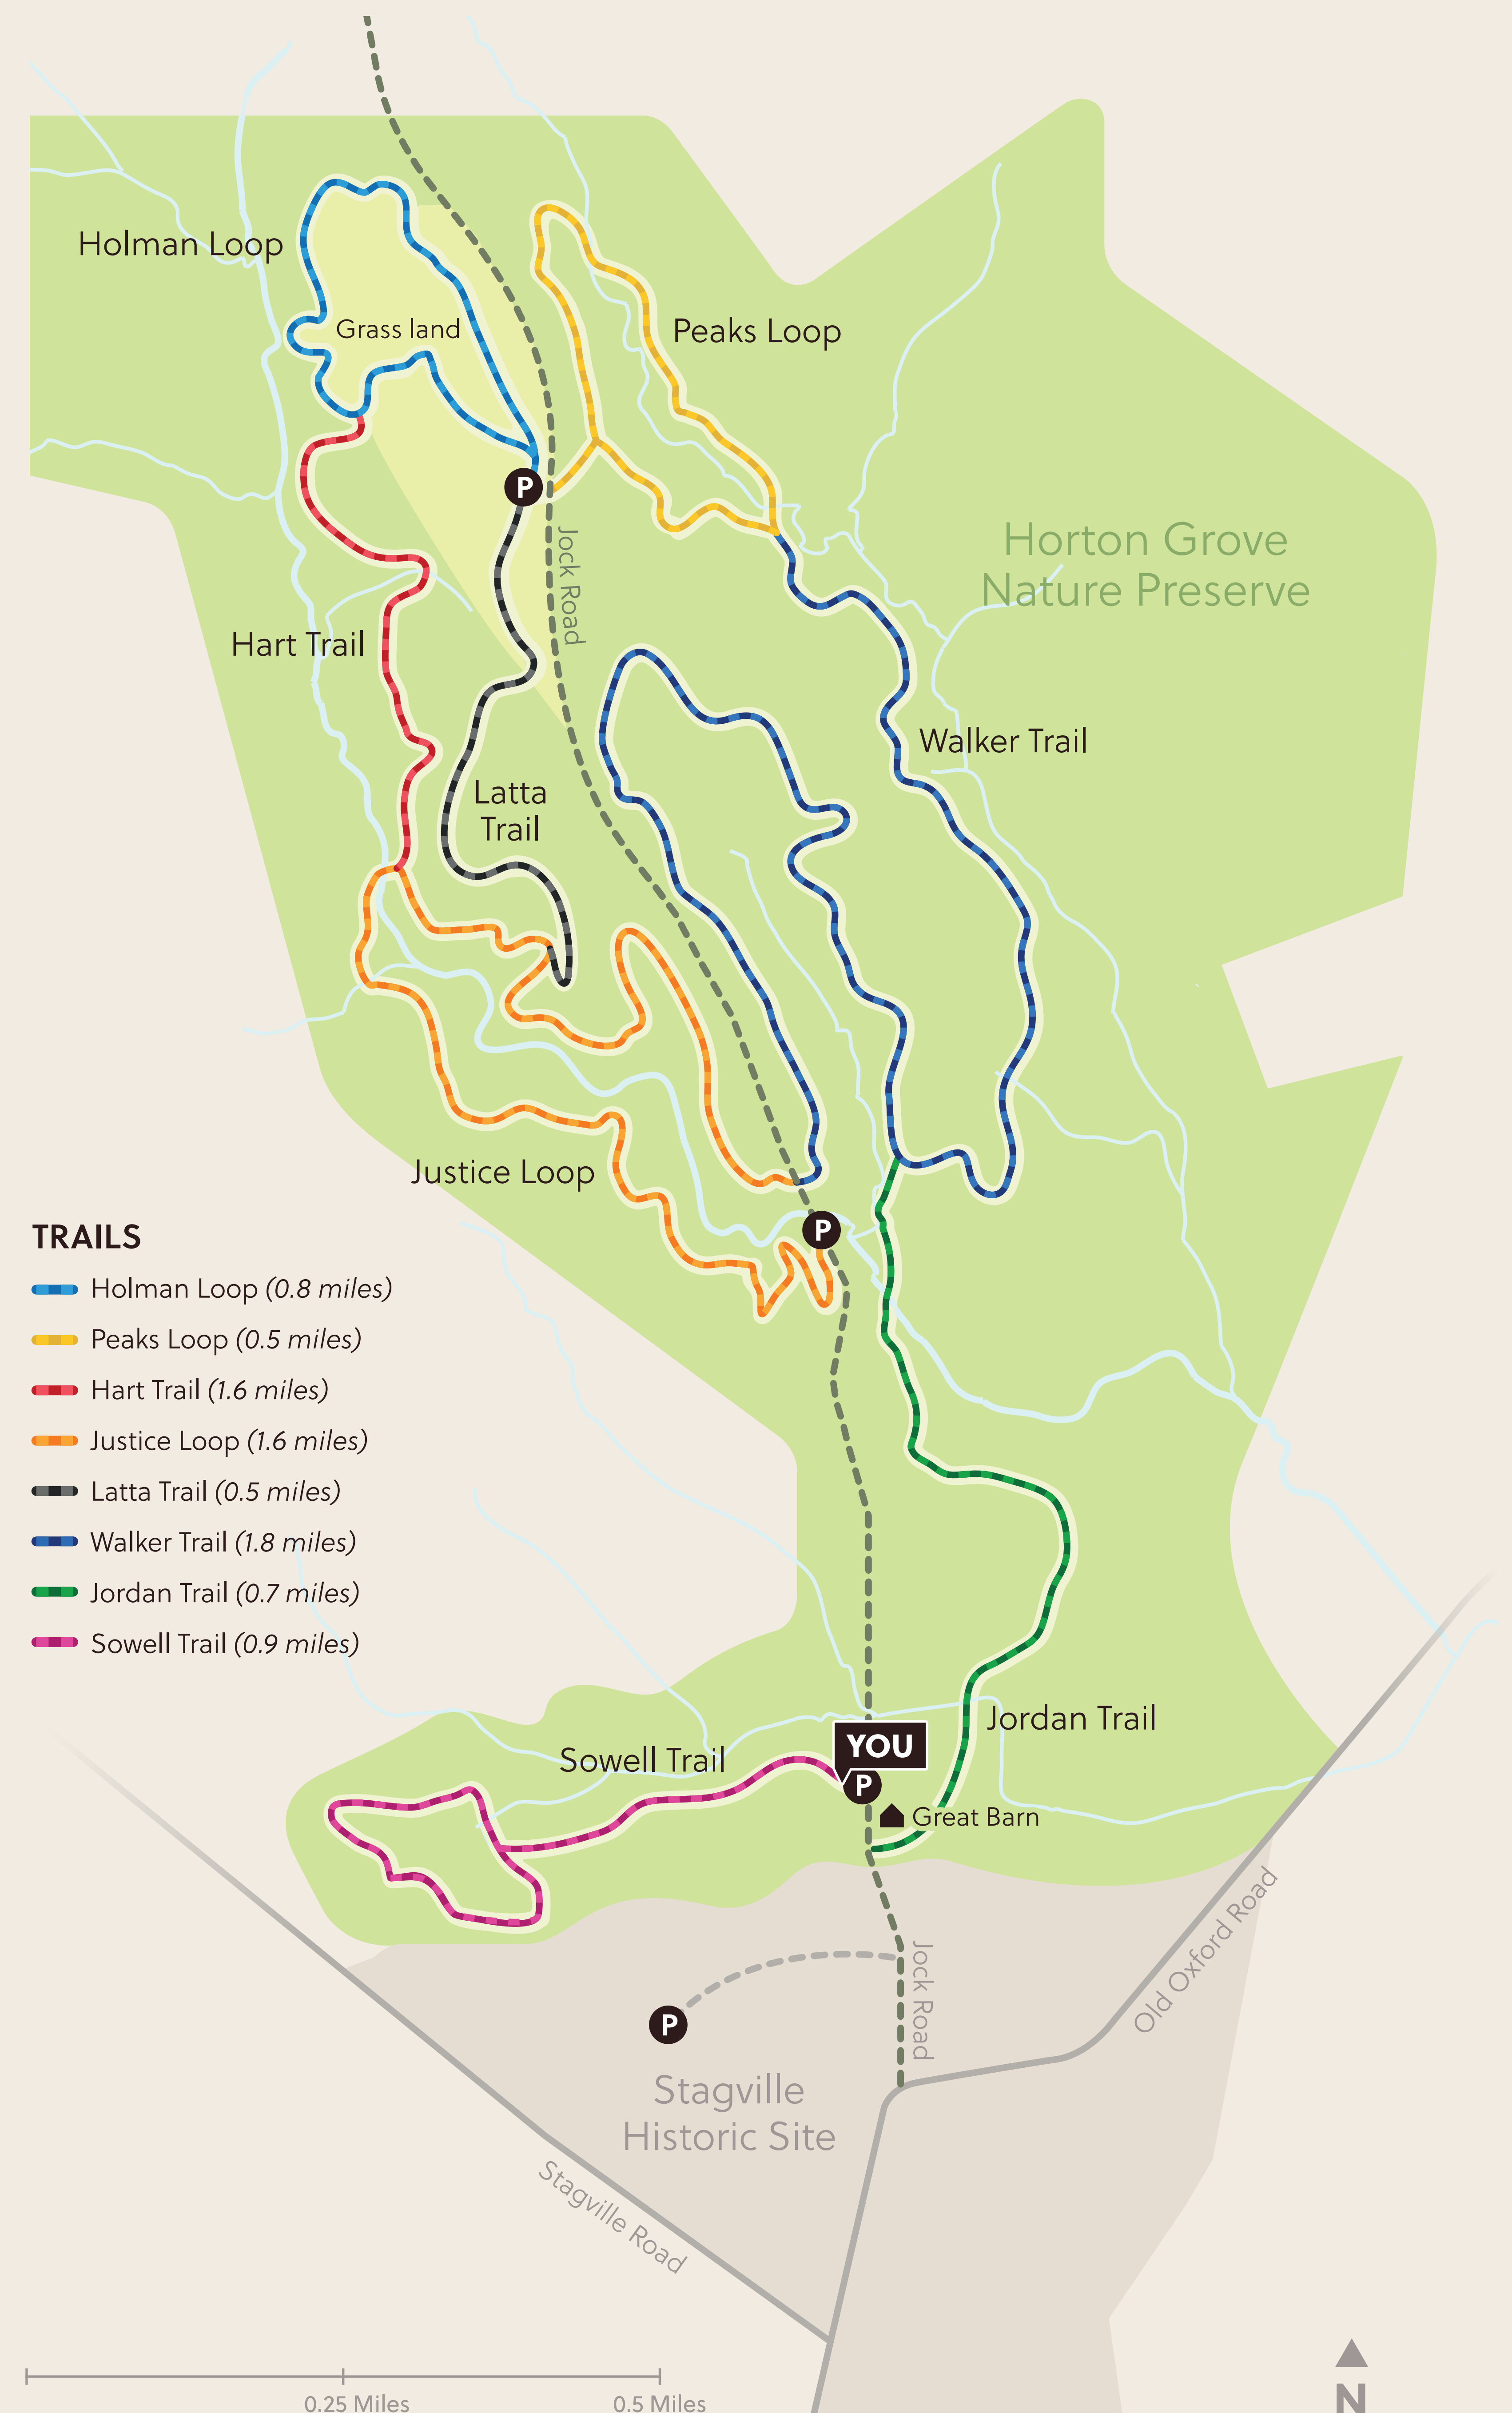 Holman Loop
Grass land
Peaks Loop
P
Jock Road
Horton Grove
Nature Preserve
Hart Trail
Walker Trail
Latta
Trail
Justice Loop
P
TRAILS
Holman Loop (0.8 miles)
Peaks Loop (0.5 miles)
Hart Trail (1.6 miles)
Justice Loop (1.6 miles)
Latta Trail (0.5 miles)
Walker Trail (1.8 miles)
Jordan Trail (0.7 miles)
Sowell Trail (0.9 miles)
Jordan Trail
YOU
Sowell Trail
P
Great Barn
Jock Road
Old Oxford Road
P
Stagville
Historic Site
Stagville Road
0.25 Miles
0.5 Miles
N